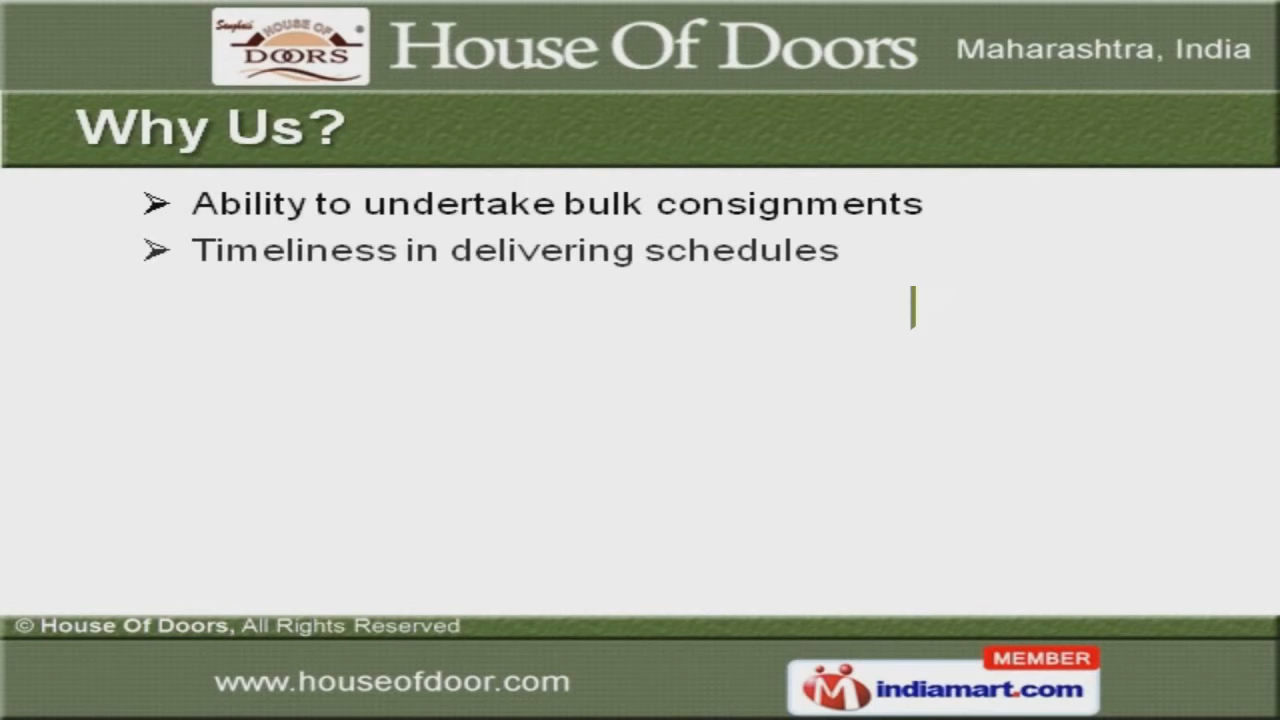 Sanghvi's
HOUSE OF
DOORS
®
House Of Doors
Maharashtra, India
Why Us?
➢ Ability to undertake bulk consignments
➢ Timeliness in delivering schedules
© House Of Doors, All Rights Reserved
www.houseofdoor.com
MEMBER
indiamart.com